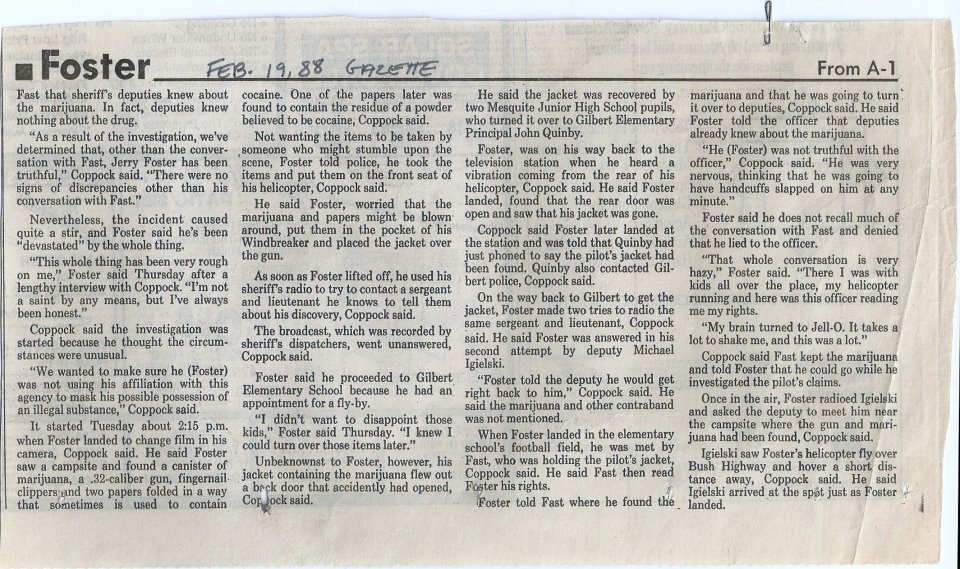 Foster
FEB. 19, 88 GAZETTE
From A-1
Fast that sheriff's deputies knew about
the marijuana. In fact, deputies knew
nothing about the drug.
"As a result of the investigation, we've
determined that, other than the conver-
sation with Fast, Jerry Foster has been
truthful," Coppock said. "There were no
signs of discrepancies other than his
conversation with Fast."
Nevertheless, the incident caused
quite a stir, and Foster said he's been
"devastated" by the whole thing.
"This whole thing has been very rough
on me," Foster said Thursday after a
lengthy interview with Coppock. "I'm not
a saint by any means, but I've always
been honest."
Coppock said the investigation was
started because he thought the circum-
stances were unusual.
"We wanted to make sure he (Foster)
was not using his affiliation with this
agency to mask his possible possession of
an illegal substance," Coppock said.
It started Tuesday about 2:15 p.m.
when Foster landed to change film in his
camera, Coppock said. He said Foster
saw a campsite and found a canister of
marijuana, a .32-caliber gun, fingernail
clippers and two papers folded in a way
that sometimes is used to contain
cocaine. One of the papers later was
found to contain the residue of a powder
believed to be cocaine, Coppock said.
Not wanting the items to be taken by
someone who might stumble upon the
scene, Foster told police, he took the
items and put them on the front seat of
his helicopter, Coppock said.
He said Foster, worried that the
marijuana and papers might be blown
around, put them in the pocket of his
Windbreaker and placed the jacket over
the gun.
As soon as Foster lifted off, he used his
sheriff's radio to try to contact a sergeant
and lieutenant he knows to tell them
about his discovery, Coppock said.
The broadcast, which was recorded by
sheriff's dispatchers, went unanswered,
Coppock said.
Foster said he proceeded to Gilbert
Elementary School because he had an
appointment for a fly-by.
"I didn't want to disappoint those
kids," Foster said Thursday. "I knew I
could turn over those items later."
Unbeknownst to Foster, however, his
jacket containing the marijuana flew out
a back door that accidently had opened,
Coppock said.
He said the jacket was recovered by
two Mesquite Junior High School pupils,
who turned it over to Gilbert Elementary
Principal John Quinby.
Foster, was on his way back to the
television station when he heard a
vibration coming from the rear of his
helicopter, Coppock said. He said Foster
landed, found that the rear door was
open and saw that his jacket was gone.
Coppock said Foster later landed at
the station and was told that Quinby had
just phoned to say the pilot's jacket had
been found. Quinby also contacted Gil-
bert police, Coppock said.
On the way back to Gilbert to get the
jacket, Foster made two tries to radio the
same sergeant and lieutenant, Coppock
said. He said Foster was answered in his
second attempt by deputy Michael
Igielski.
"Foster told the deputy he would get
right back to him," Coppock said. He
said the marijuana and other contraband
was not mentioned.
When Foster landed in the elementary
school's football field, he was met by
Fast, who was holding the pilot's jacket,
Coppock said. He said Fast then read
Foster his rights.
Foster told Fast where he found the
marijuana and that he was going to turn
it over to deputies, Coppock said. He said
Foster told the officer that deputies
already knew about the marijuana.
"He (Foster) was not truthful with the
officer," Coppock said. "He was very
nervous, thinking that he was going to
have handcuffs slapped on him at any
minute."
Foster said he does not recall much of
the conversation with Fast and denied
that he lied to the officer.
"That whole conversation is very
hazy," Foster said. "There I was with
kids all over the place, my helicopter
running and here was this officer reading
me my rights.
"My brain turned to Jell-O. It takes a
lot to shake me, and this was a lot."
Coppock said Fast kept the marijuana
and told Foster that he could go while he
investigated the pilot's claims.
Once in the air, Foster radioed Igielski
and asked the deputy to meet him near
the campsite where the gun and mari-
juana had been found, Coppock said.
Igielski saw Foster's helicopter fly over
Bush Highway and hover a short dis-
tance away, Coppock said. He said
Igielski arrived at the spot just as Foster
landed.